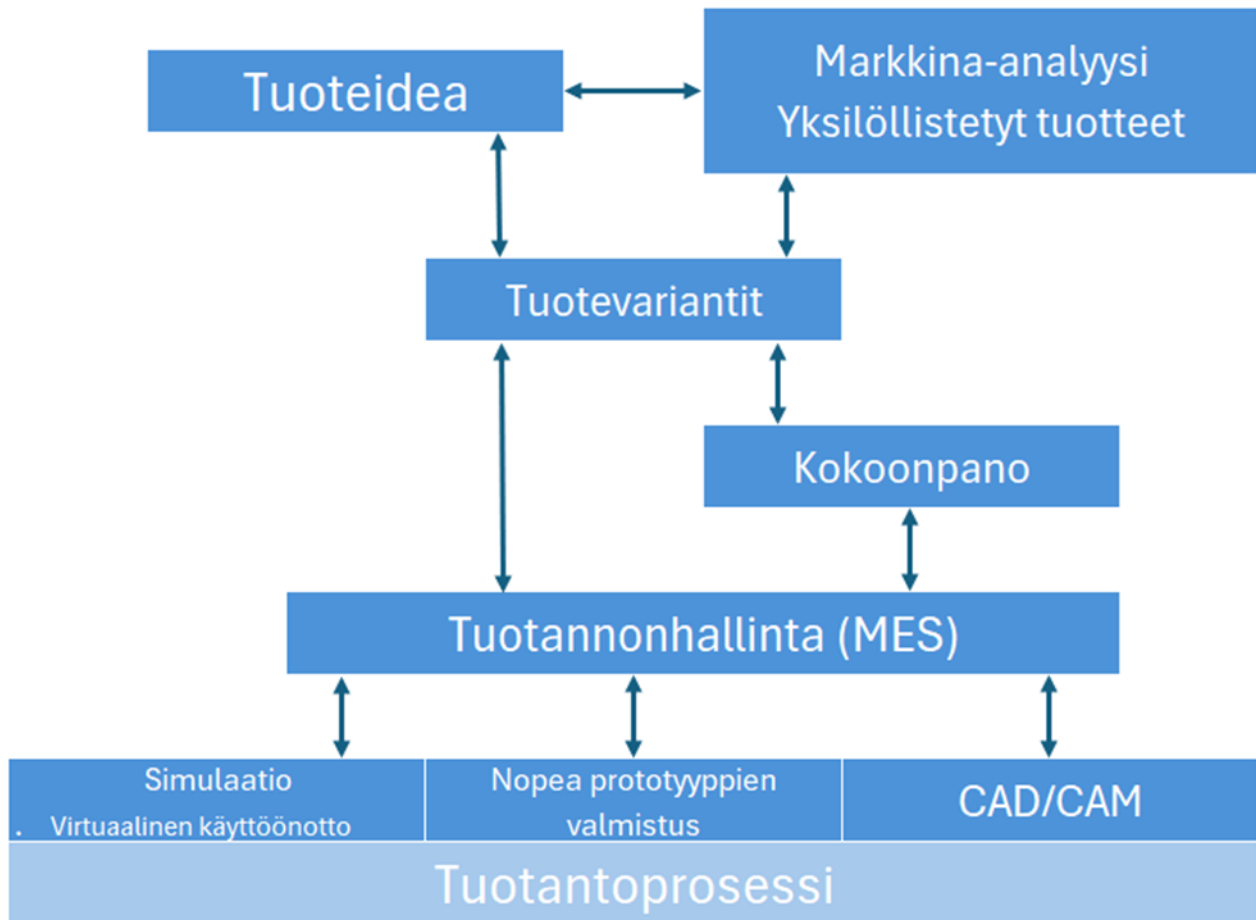 Tuoteidea
Markkina-analyysi
Yksilöllistetyt tuotteet
Tuotevariantit
Kokoonpano
Tuotannonhallinta (MES)
Simulaatio
. Virtuaalinen käyttöönotto
Nopea prototyyppien
valmistus
CAD/CAM
Tuotantoprosessi